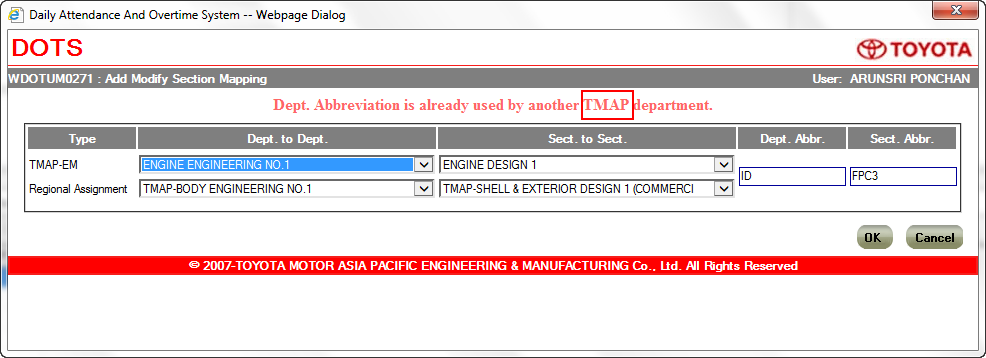 Daily Attendance And Overtime System -- Webpage Dialog
DOTS
TOYOTA
WDOTUM0271 : Add Modify Section Mapping
User: ARUNSRI PONCHAN
Dept. Abbreviation is already used by another TMAP department.
Type Dept. to Dept. Sect. to Sect. Dept. Abbr. Sect. Abbr.
TMAP-EM ENGINE ENGINEERING NO.1 ENGINE DESIGN 1
ID FPC3
Regional Assignment TMAP-BODY ENGINEERING NO.1 TMAP-SHELL & EXTERIOR DESIGN 1 (COMMERCI
OK Cancel
© 2007-TOYOTA MOTOR ASIA PACIFIC ENGINEERING & MANUFACTURING Co., Ltd. All Rights Reserved